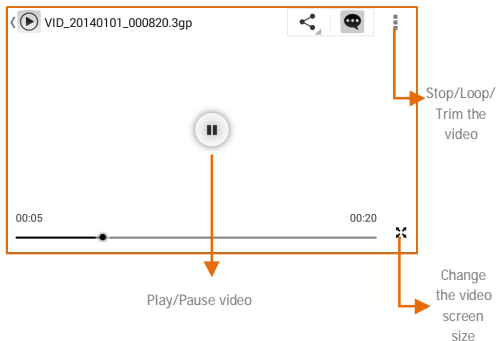 VID_20140101_000820.3gp
Stop/Loop/
Trim the
video
00:05
00:20
Play/Pause video
Change
the video
screen
size